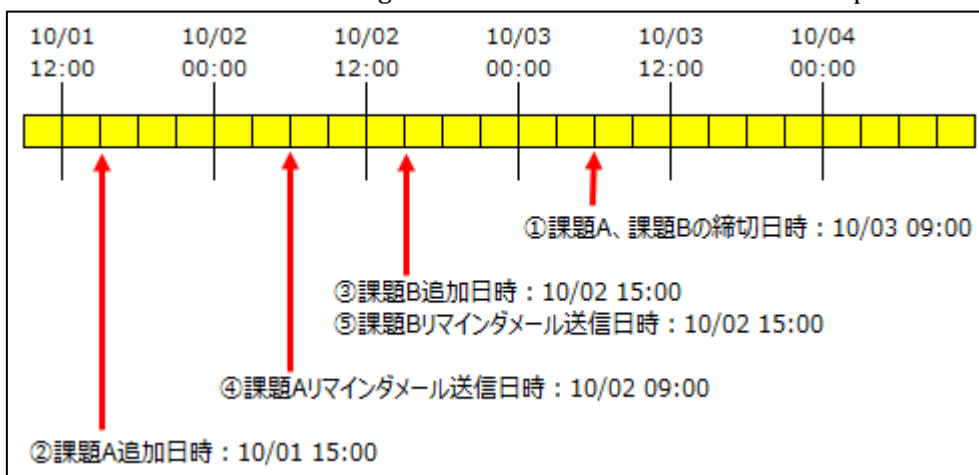 10/01 10/02 10/02 10/03 10/03 10/04
12:00 00:00 12:00 00:00 12:00 00:00
①課題A、課題Bの締切日時：10/03 09:00
③課題B追加日時：10/02 15:00
⑤課題Bリマインダメール送信日時：10/02 15:00
④課題Aリマインダメール送信日時：10/02 09:00
②課題A追加日時：10/01 15:00